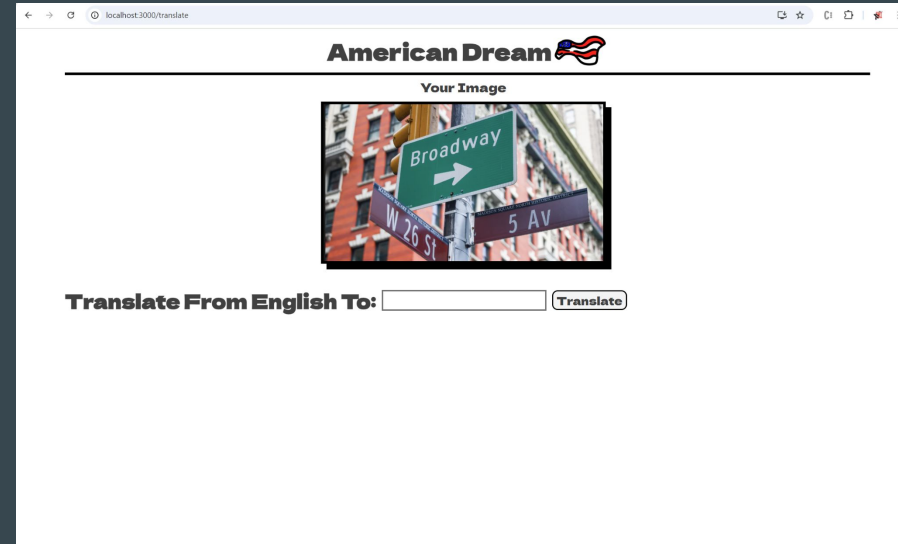 localhost:3000/translate
American Dream
Your Image
Broadway
W 26 St
5 Av
Translate From English To:
Translate